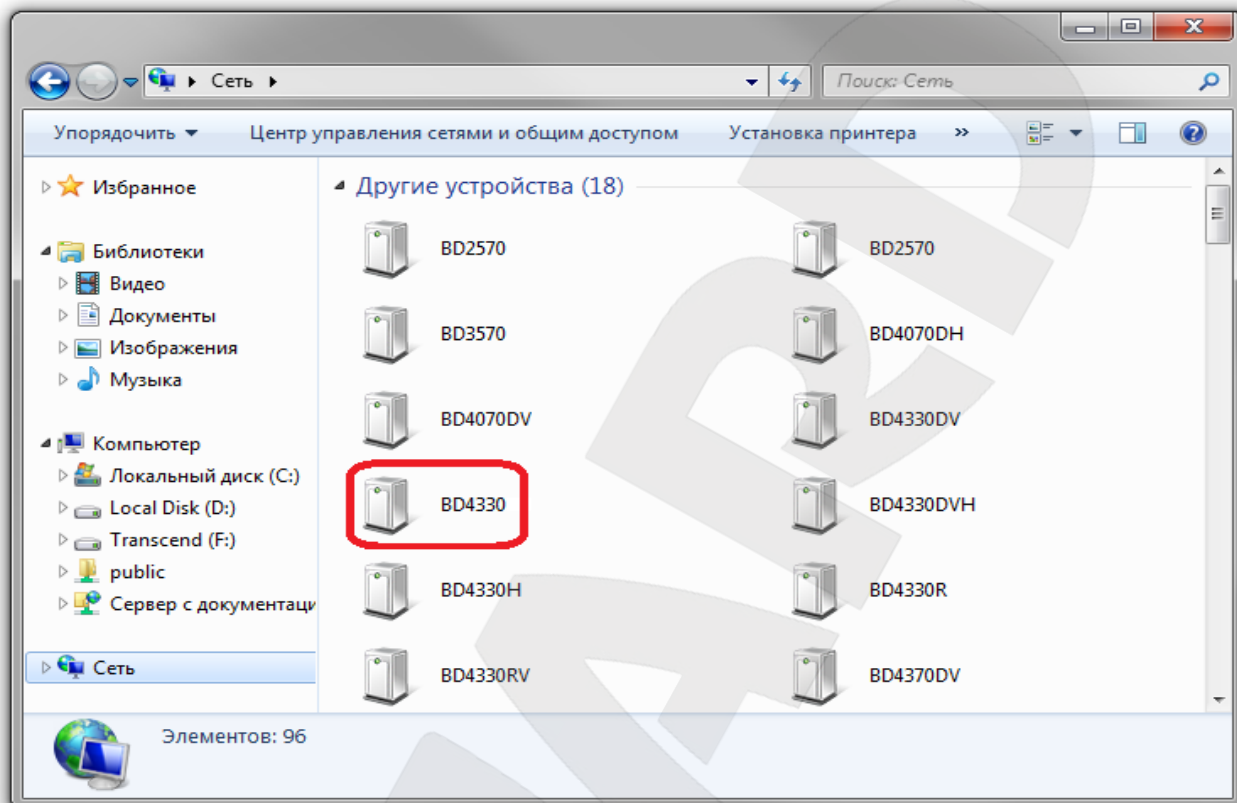 Сеть
Поиск: Сеть
Упорядочить Центр управления сетями и общим доступом Установка принтера »
Избранное
Библиотеки
Видео
Документы
Изображения
Музыка
Компьютер
Локальный диск (C:)
Local Disk (D:)
Transcend (F:)
public
Сервер с документаци
Сеть
Другие устройства (18)
BD2570 BD2570
BD3570 BD4070DH
BD4070DV BD4330DV
BD4330 BD4330DVH
BD4330H BD4330R
BD4330RV BD4370DV
Элементов: 96